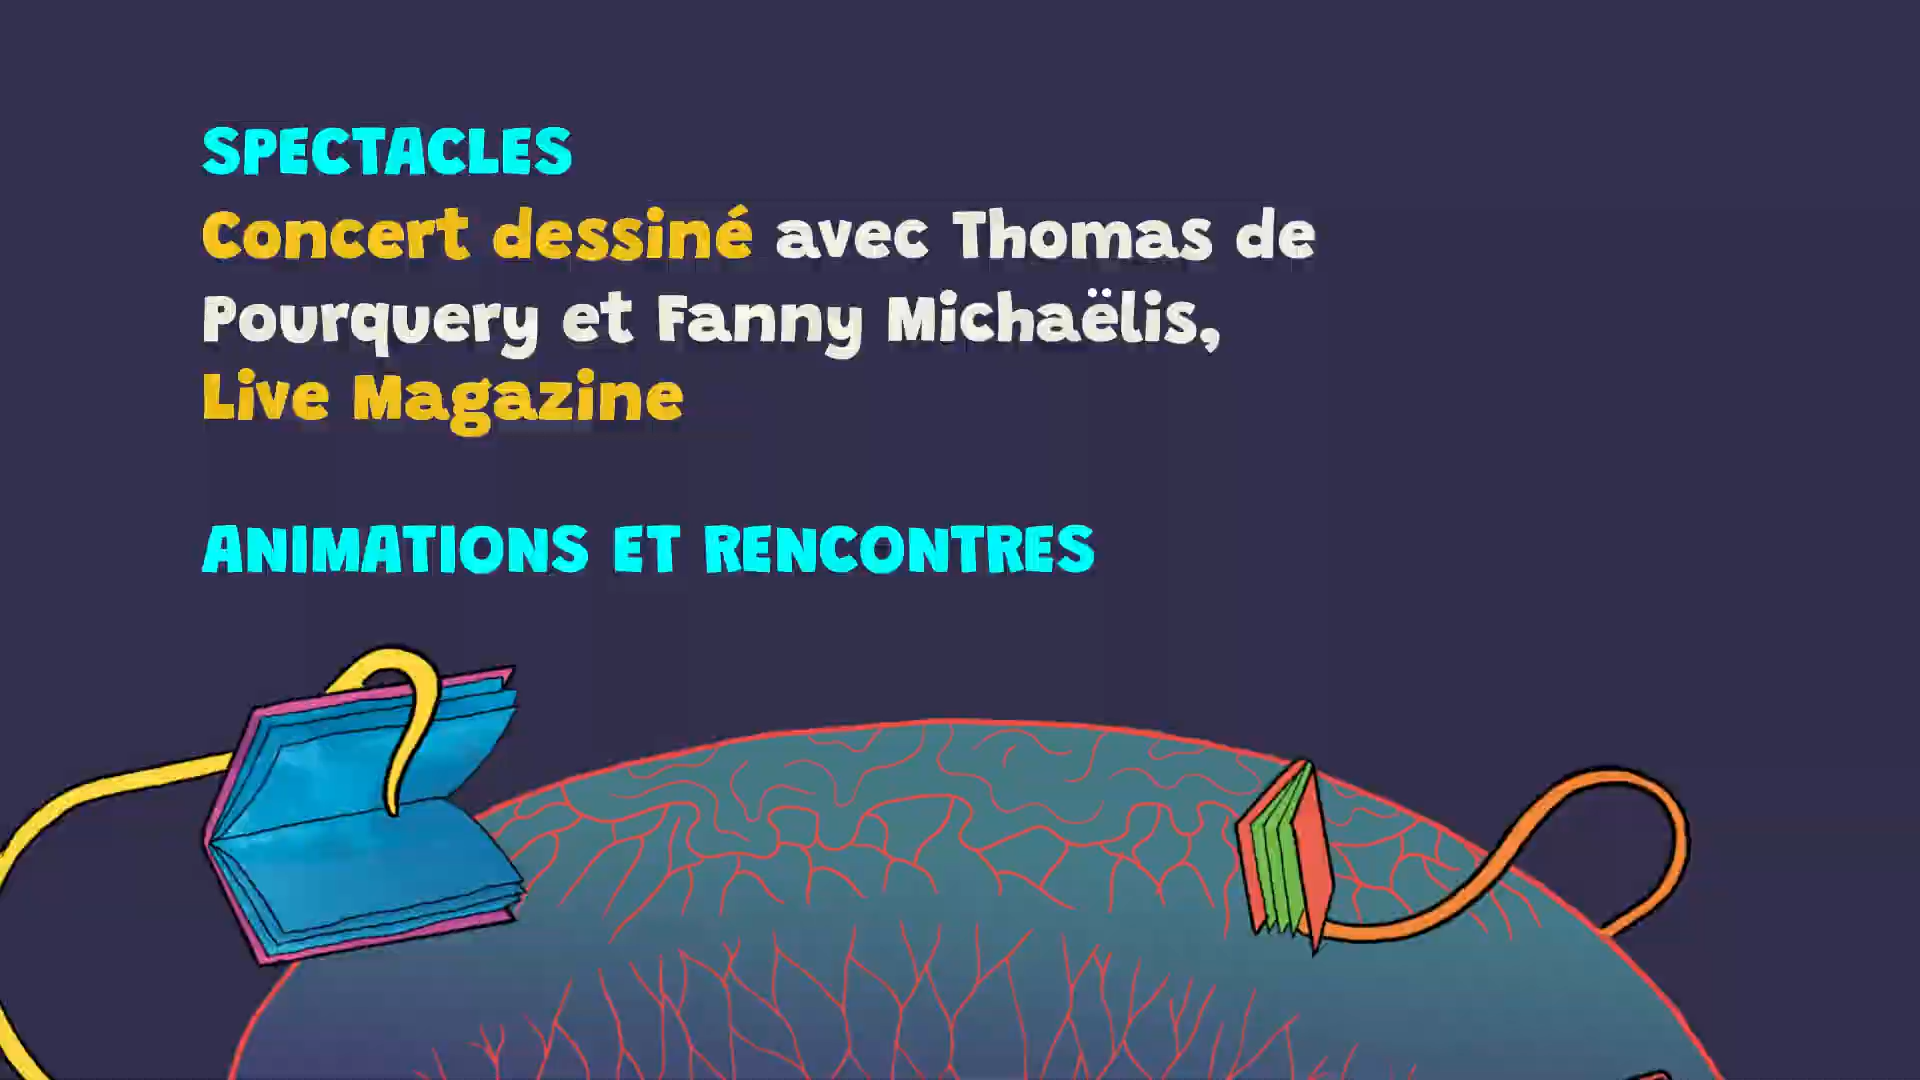 SPECTACLES
Concert dessiné avec Thomas de
Pourquery et Fanny Michaëlis,
Live Magazine
ANIMATIONS ET RENCONTRES